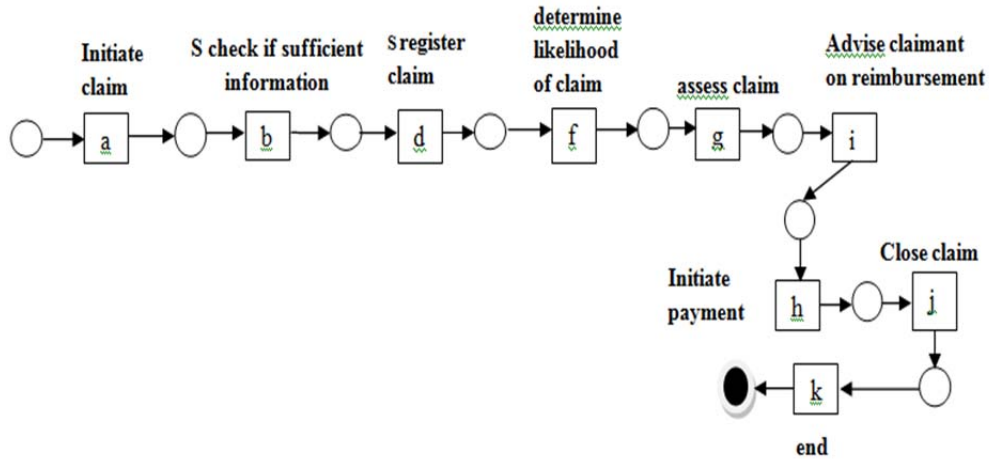 Initiate
claim
S check if sufficient
information
S register
claim
determine
likelihood
of claim
assess claim
Advise claimant
on reimbursement
a
b
d
f
g
i
Initiate
payment
Close claim
h
j
k
end